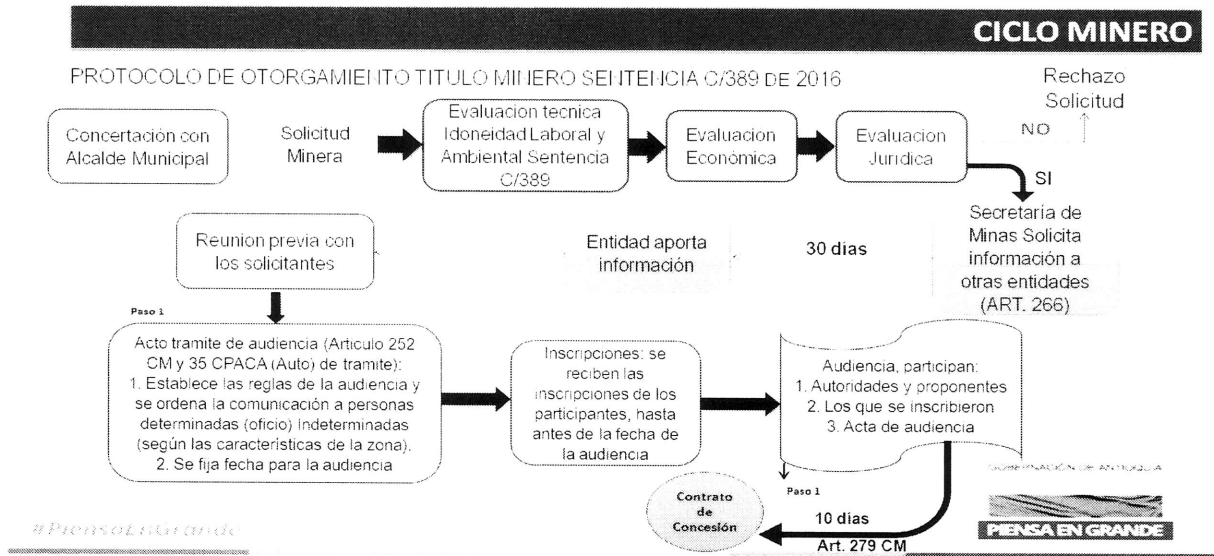 CICLO MINERO
PROTOCOLO DE OTORGAMIENTO TITULO MINERO SENTENCIA C/389 DE 2016
Rechazo
Solicitud
NO
Concertación con
Alcalde Municipal
Solicitud
Minera
Evaluacion tecnica
Idoneidad Laboral y
Ambiental Sentencia
C/389
Evaluacion
Económica
Evaluacion
Jurídica
SI
Secretaría de
Minas Solicita
información a
otras entidades
(ART. 266)
30 días
Entidad aporta
información
Reunion previa con
los solicitantes
Paso 1
Acto tramite de audiencia (Articulo 252
CM y 35 CPACA (Auto) de tramite):
1. Establece las reglas de la audiencia y
se ordena la comunicación a personas
determinadas (oficio) Indeterminadas
(según las características de la zona).
2. Se fija fecha para la audiencia
Inscripciones: se
reciben las
inscripciones de los
participantes, hasta
antes de la fecha de
la audiencia
Audiencia, participan:
1. Autoridades y proponentes
2. Los que se inscribieron
3. Acta de audiencia
Paso 1
Contrato
de
Concesión
10 días
Art. 279 CM
GOBERNACIÓN DE ANTIOQUIA
PIENSA EN GRANDE
#PiensaEnGrande